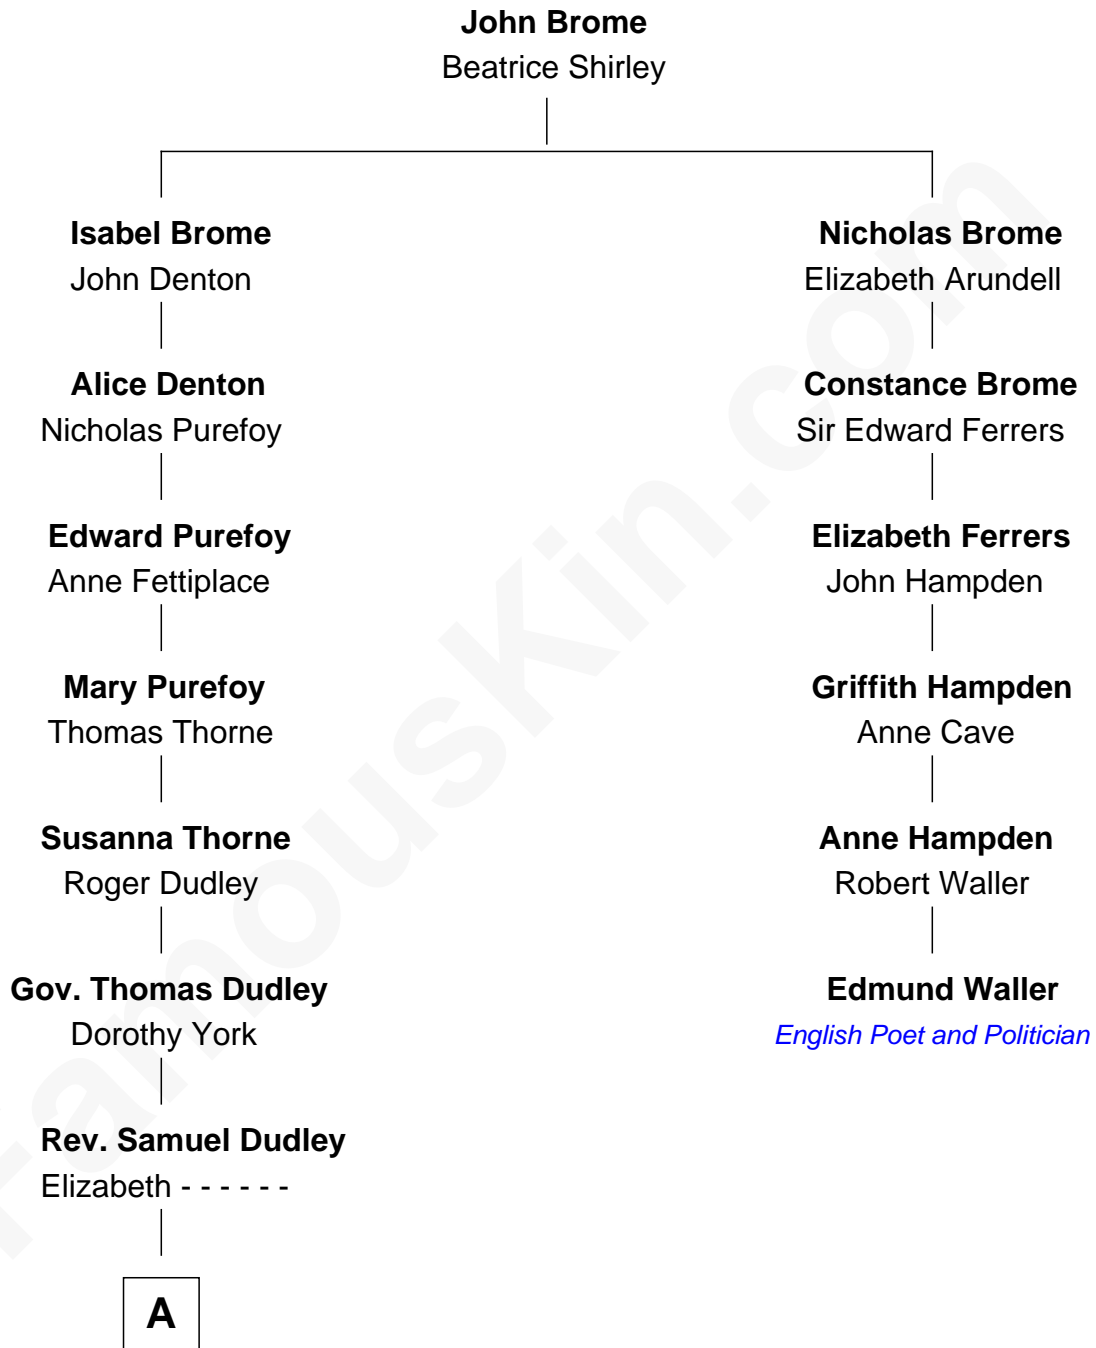 John Brome
Beatrice Shirley
Isabel Brome
John Denton
Nicholas Brome
Elizabeth Arundell
Alice Denton
Nicholas Purefoy
Constance Brome
Sir Edward Ferrers
Edward Purefoy
Anne Fettiplace
Elizabeth Ferrers
John Hampden
Mary Purefoy
Thomas Thorne
Griffith Hampden
Anne Cave
Susanna Thorne
Roger Dudley
Anne Hampden
Robert Waller
Gov. Thomas Dudley
Dorothy York
Edmund Waller
English Poet and Politician
Rev. Samuel Dudley
Elizabeth - - - - - -
A
FamousKin.com